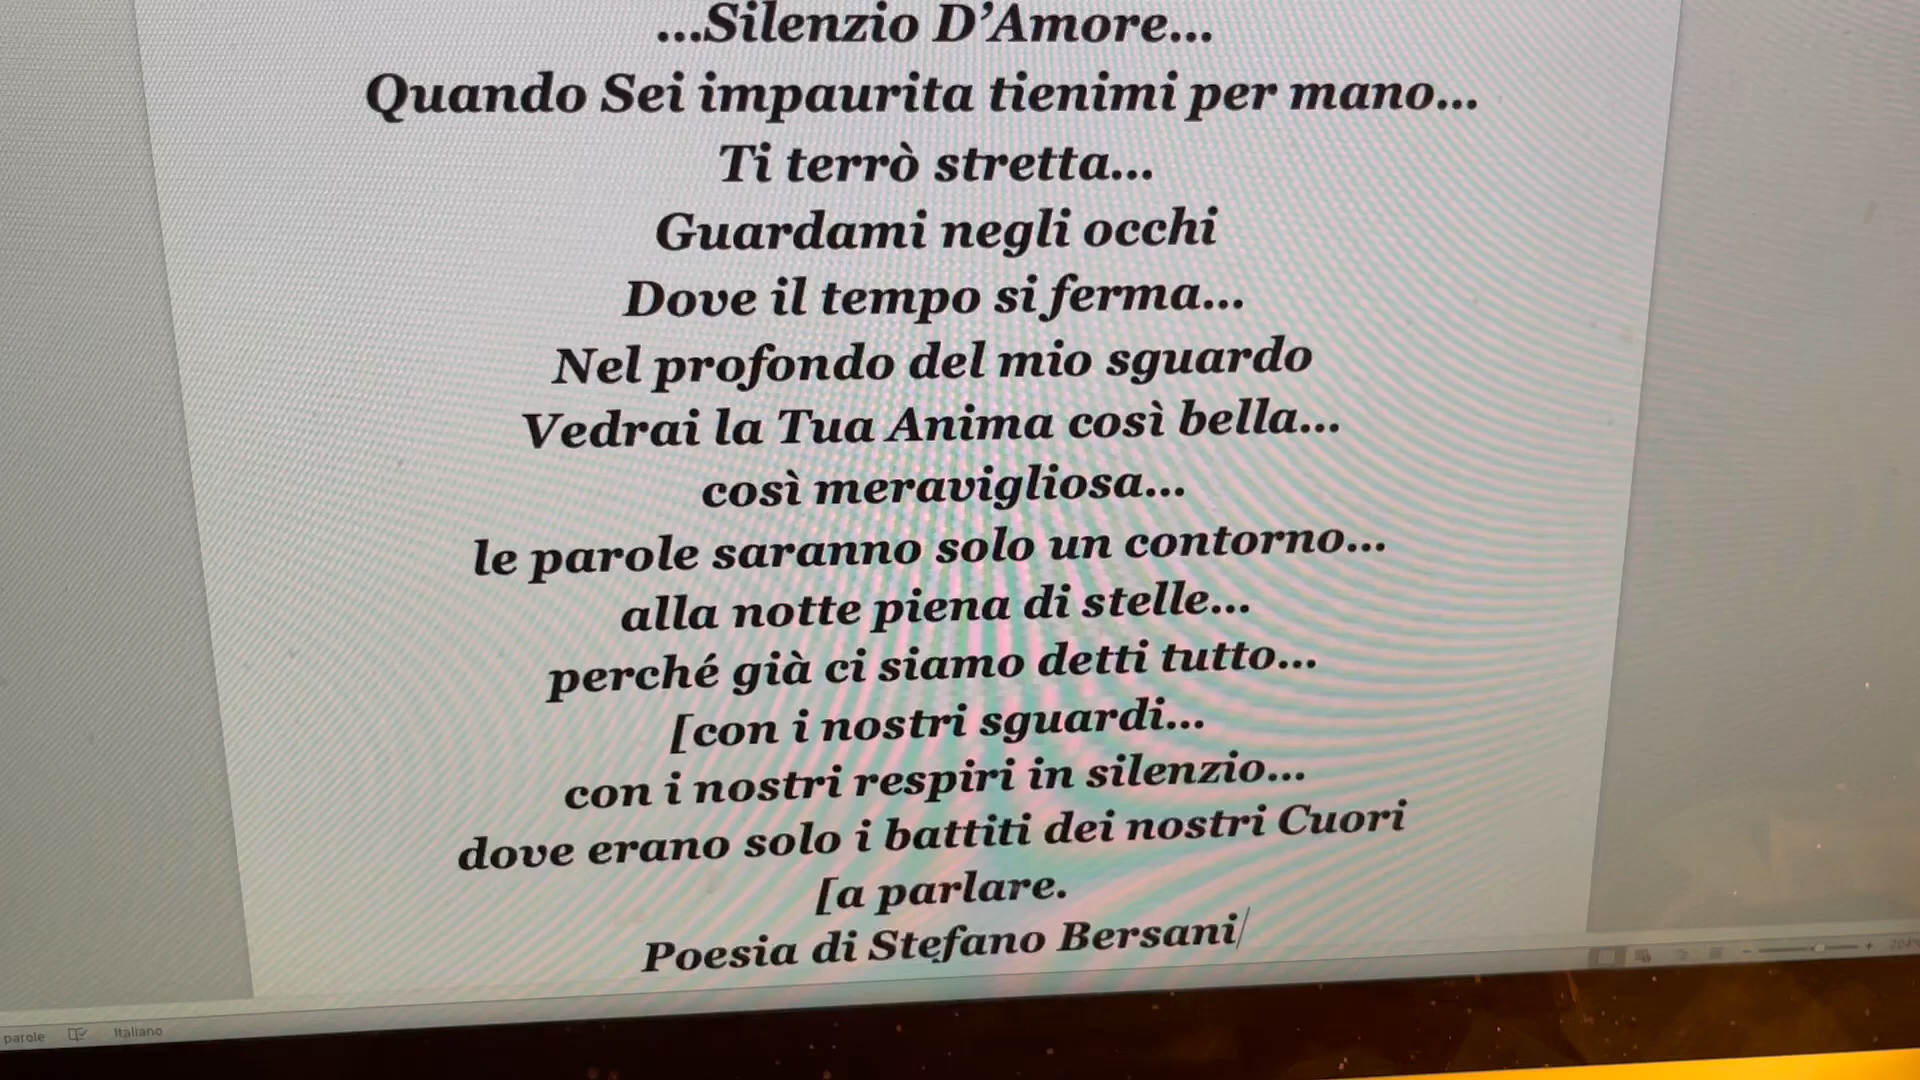 ...Silenzio D’Amore...
Quando Sei impaurita tienimi per mano...
Ti terrò stretta...
Guardami negli occhi
Dove il tempo si ferma...
Nel profondo del mio sguardo
Vedrai la Tua Anima così bella...
così meravigliosa...
le parole saranno solo un contorno...
alla notte piena di stelle...
perché già ci siamo detti tutto...
[con i nostri sguardi...
con i nostri respiri in silenzio...
dove erano solo i battiti dei nostri Cuori
[a parlare.
Poesia di Stefano Bersani
parole Italiano